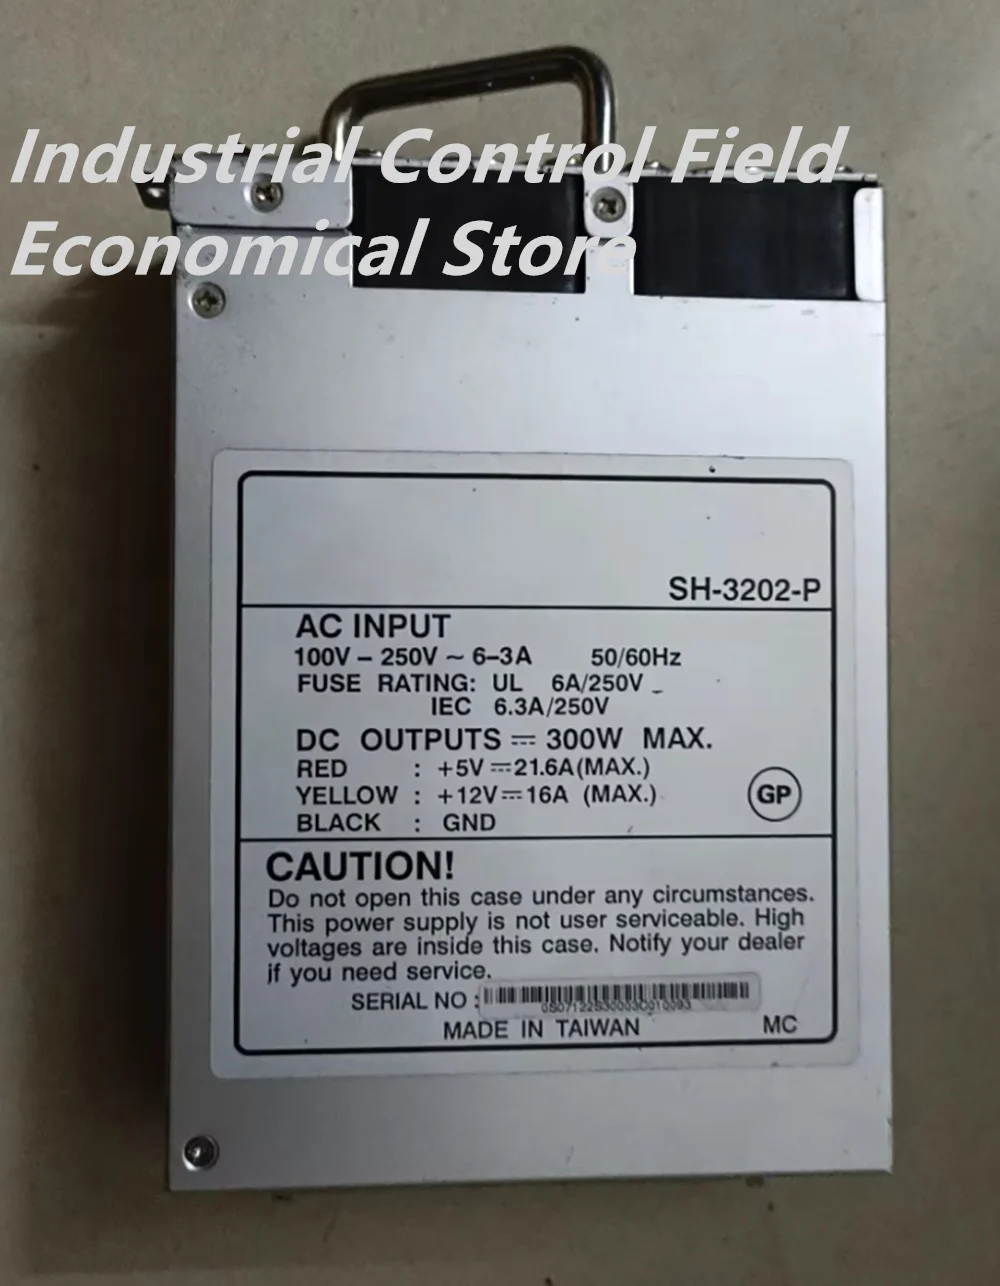 Industrial Control Field
Economical Store
SH-3202-P
AC INPUT
100V – 250V ~ 6–3A 50/60Hz
FUSE RATING: UL 6A/250V
IEC 6.3A/250V
DC OUTPUTS ⎓ 300W MAX.
RED : +5V ⎓ 21.6A(MAX.)
YELLOW : +12V ⎓ 16A (MAX.)
GP
BLACK : GND
CAUTION!
Do not open this case under any circumstances.
This power supply is not user serviceable. High
voltages are inside this case. Notify your dealer
if you need service.
SERIAL NO :
MADE IN TAIWAN MC